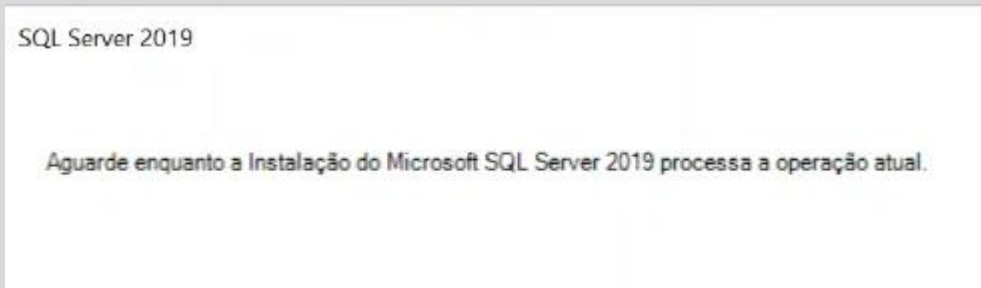 SQL Server 2019
Aguarde enquanto a Instalação do Microsoft SQL Server 2019 processa a operação atual.